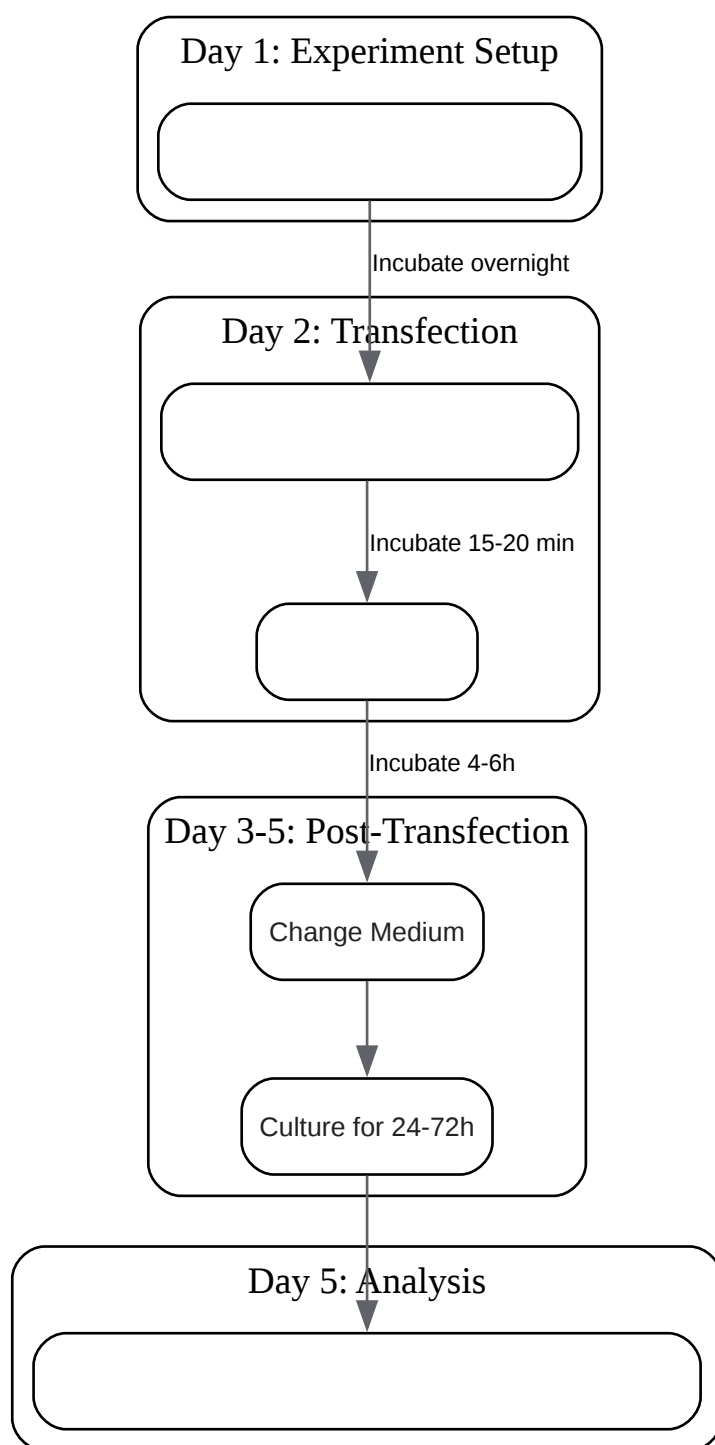 Day 1: Experiment Setup
Incubate overnight
Day 2: Transfection
Incubate 15-20 min
Incubate 4-6h
Day 3-5: Post-Transfection
Change Medium
Culture for 24-72h
Day 5: Analysis